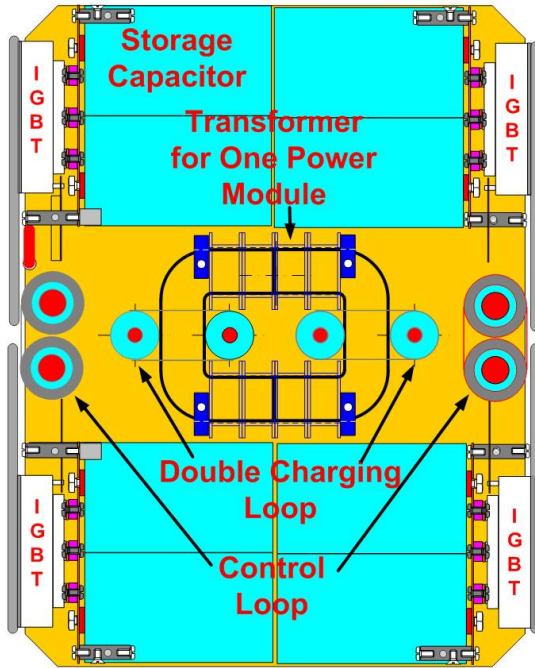 Storage
Capacitor
IGBT
IGBT
Transformer
for One Power
Module
Double Charging
Loop
IGBT
IGBT
Control
Loop